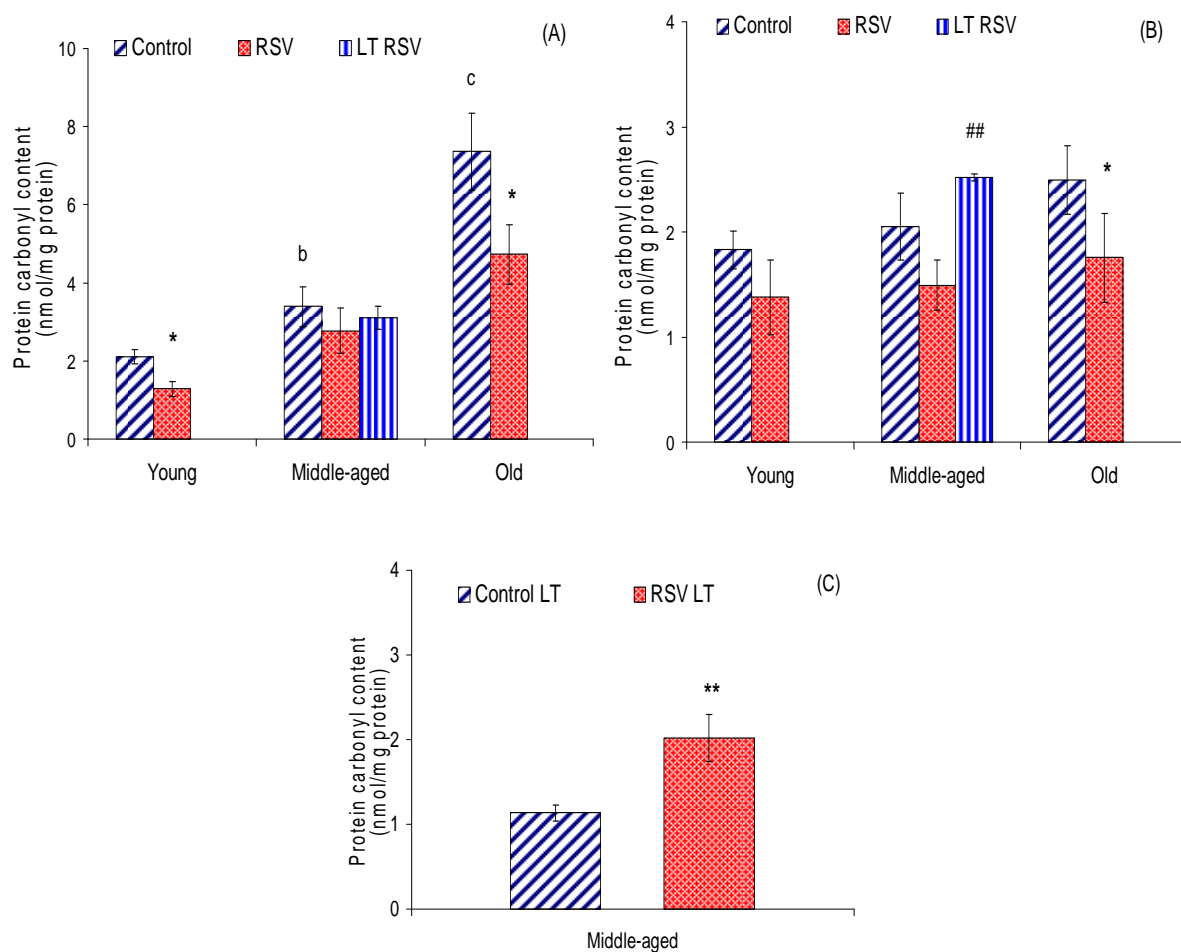 Control RSV LT RSV (A)
10
8
6
4
2
0
Protein carbonyl content
(nmol/mg protein)
*
b
c
*
Young Middle-aged Old
Control RSV LT RSV (B)
4
3
2
1
0
Protein carbonyl content
(nmol/mg protein)
##
*
Young Middle-aged Old
Control LT RSV LT (C)
4
3
2
1
0
Protein carbonyl content
(nmol/mg protein)
**
Middle-aged